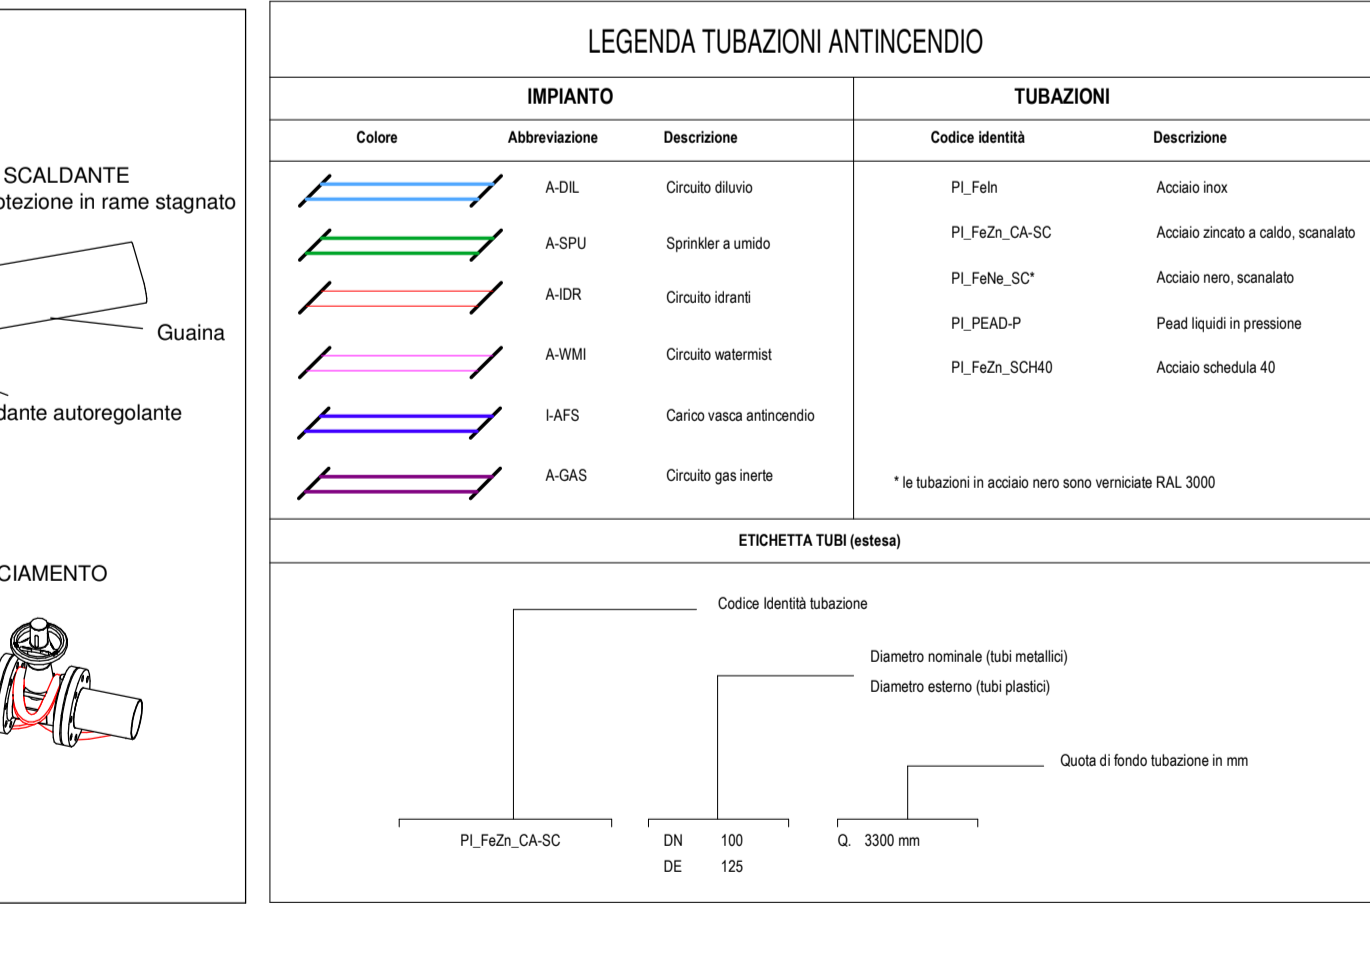 SCALDANTE
otezione in rame stagnato
Guaina
dante autoregolante
CIAMENTO
LEGENDA TUBAZIONI ANTINCENDIO
IMPIANTO TUBAZIONI
Colore Abbreviazione Descrizione Codice identità Descrizione
A-DIL Circuito diluvio PI_FeIn Acciaio inox
A-SPU Sprinkler a umido PI_FeZn_CA-SC Acciaio zincato a caldo, scanalato
A-IDR Circuito idranti PI_FeNe_SC* Acciaio nero, scanalato
PI_PEAD-P Pead liquidi in pressione
A-WMI Circuito watermist PI_FeZn_SCH40 Acciaio schedula 40
I-AFS Carico vasca antincendio
A-GAS Circuito gas inerte
* le tubazioni in acciaio nero sono verniciate RAL 3000
ETICHETTA TUBI (estesa)
Codice Identità tubazione
Diametro nominale (tubi metallici)
Diametro esterno (tubi plastici)
Quota di fondo tubazione in mm
PI_FeZn_CA-SC DN 100 Q. 3300 mm
DE 125